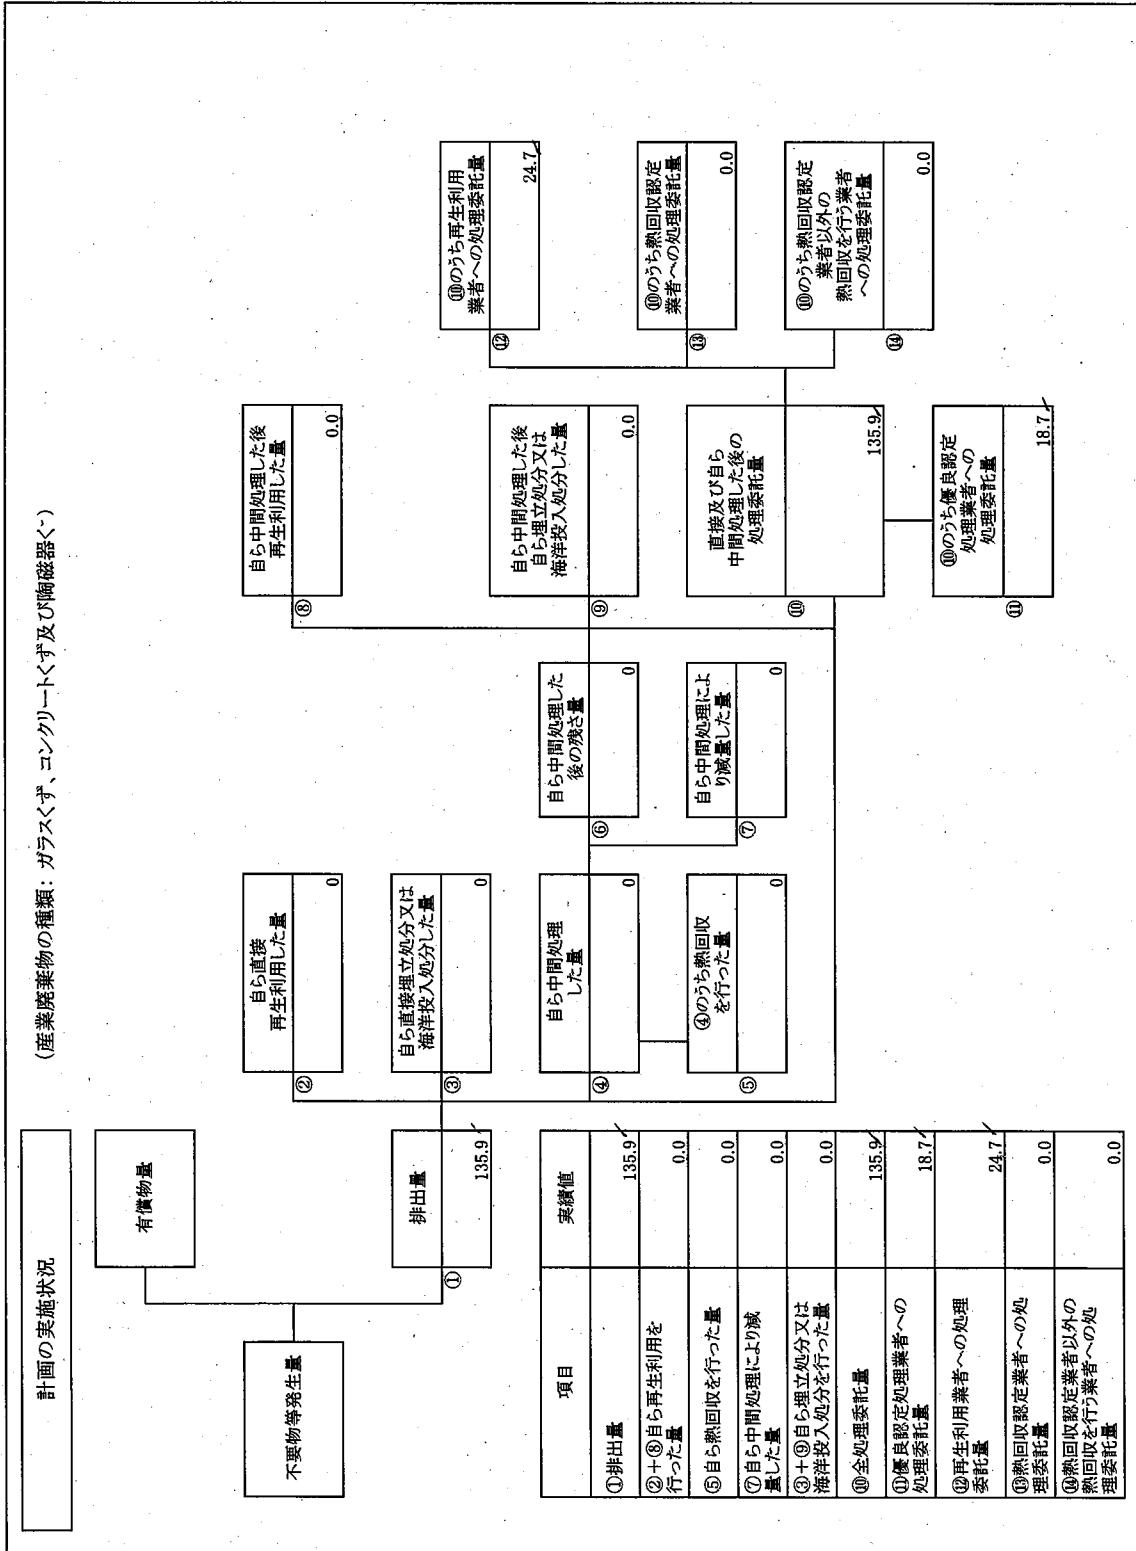 計画の実施状況
(産業廃棄物の種類: ガラスくず、コンクリートくず及び陶磁器くず)
不要物等発生量
有償物量
①
排出量
135.9
②
自ら直接
再生利用した量
0
③
自ら直接埋立処分又は
海洋投入処分した量
0
④
自ら中間処理
した量
0
⑤
④のうち熱回収
を行った量
0
⑥
自ら中間処理した
後の残さ量
0
⑦
自ら中間処理によ
り減量した量
0
⑧
自ら中間処理した後
再生利用した量
0.0
⑨
自ら中間処理した後
自ら埋立処分又は
海洋投入処分した量
0.0
⑩
直接及び自ら
中間処理した後の
処理委託量
135.9
⑪
⑩のうち優良認定
処理業者への
処理委託量
18.7
⑫
⑩のうち再生利用
業者への処理委託量
24.7
⑬
⑩のうち熱回収認定
業者への処理委託量
0.0
⑭
⑩のうち熱回収認定
業者以外の
熱回収を行う業者
への処理委託量
0.0
項目
実績値
①排出量
135.9
②+⑧自ら再生利用を
行った量
0.0
⑤自ら熱回収を行った量
0.0
⑦自ら中間処理により減
量した量
0.0
③+⑨自ら埋立処分又は
海洋投入処分を行った量
0.0
⑩全処理委託量
135.9
⑪優良認定処理業者への
処理委託量
18.7
⑫再生利用業者への処理
委託量
24.7
⑬熱回収認定業者への処
理委託量
0.0
⑭熱回収認定業者以外の
熱回収を行う業者への処
理委託量
0.0